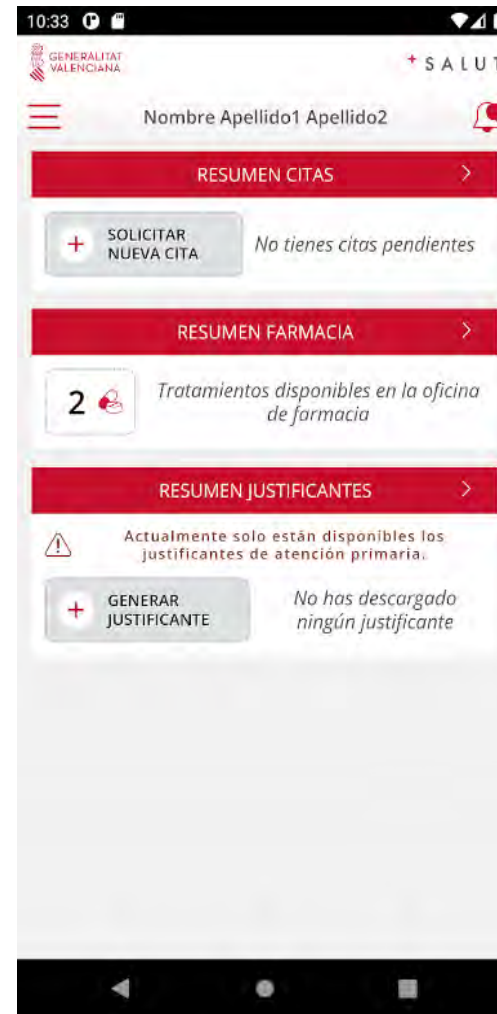 10:33
GENERALITAT
VALENCIANA
+ SALUT
Nombre Apellido1 Apellido2
RESUMEN CITAS
+ SOLICITAR
NUEVA CITA
No tienes citas pendientes
RESUMEN FARMACIA
2
Tratamientos disponibles en la oficina
de farmacia
RESUMEN JUSTIFICANTES
Actualmente solo están disponibles los
justificantes de atención primaria.
+ GENERAR
JUSTIFICANTE
No has descargado
ningún justificante